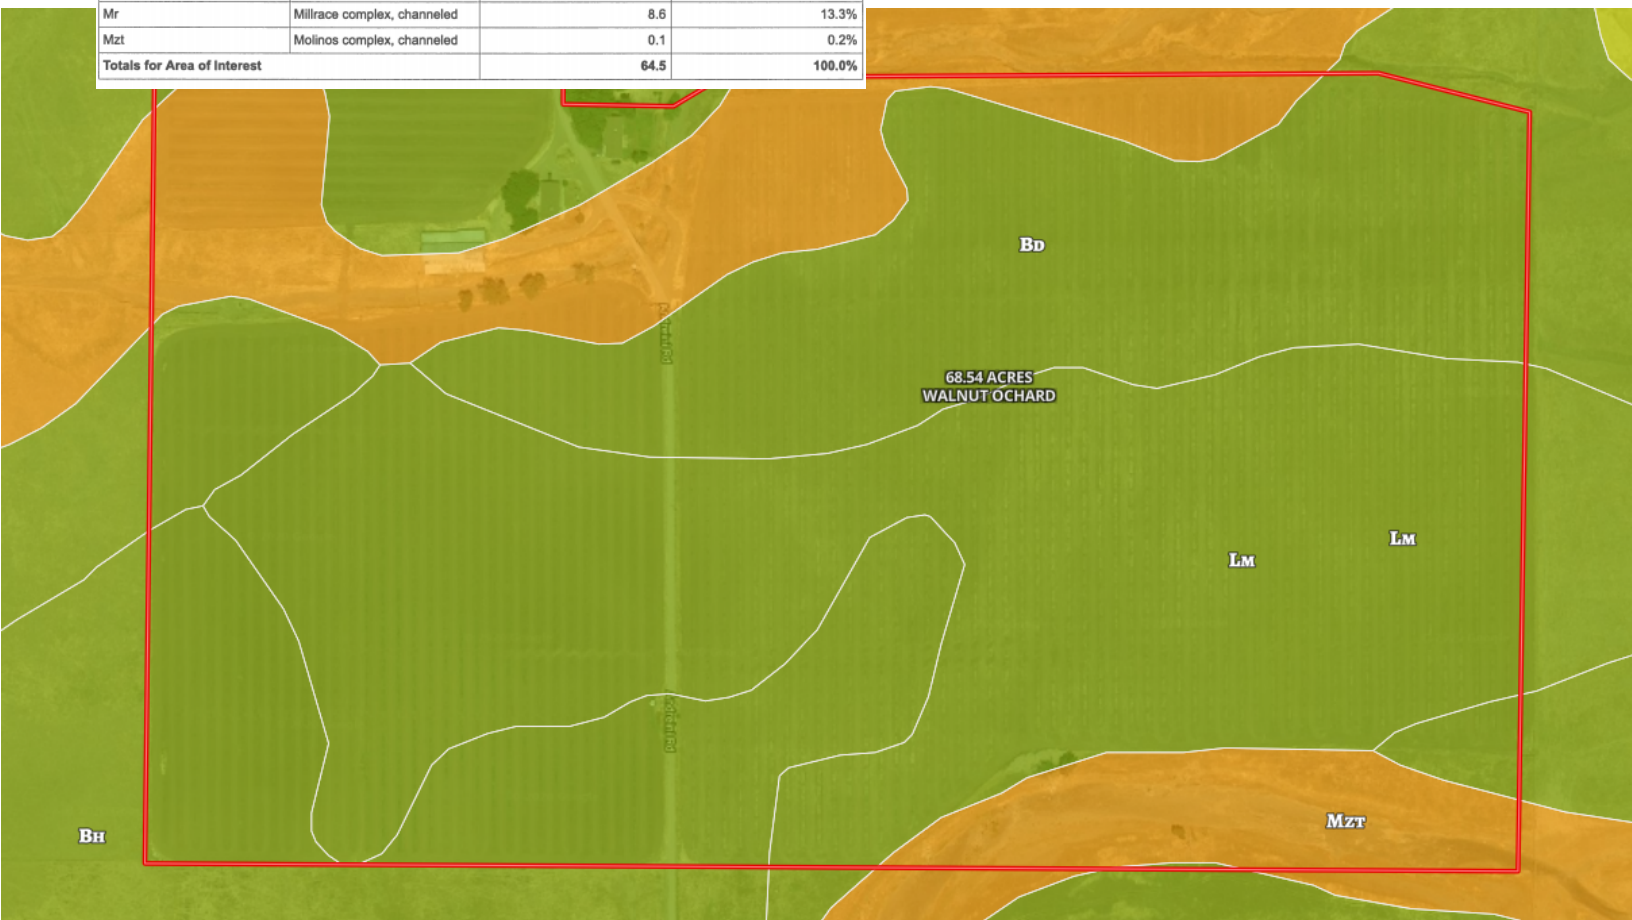 Mr Millrace complex, channeled 8.6 13.3%
Mzt Molinos complex, channeled 0.1 0.2%
Totals for Area of Interest 64.5 100.0%
BD
68.54 ACRES
WALNUT OCHARD
LM
LM
MZT
BH